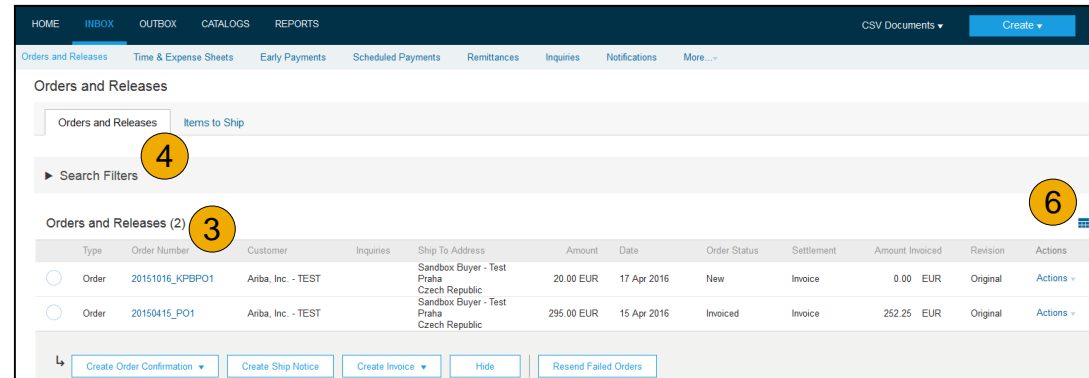 HOME INBOX OUTBOX CATALOGS REPORTS CSV Documents Create
Orders and Releases Time & Expense Sheets Early Payments Scheduled Payments Remittances Inquiries Notifications More...
Orders and Releases
Orders and Releases Items to Ship
4
Search Filters
6
Orders and Releases (2) 3
Type Order Number Customer Inquiries Ship To Address Amount Date Order Status Settlement Amount Invoiced Revision Actions
Sandbox Buyer - Test
Order 20151016_KPBPO1 Ariba, Inc. - TEST Praha 20.00 EUR 17 Apr 2016 New Invoice 0.00 EUR Original Actions
Czech Republic
Sandbox Buyer - Test
Order 20150415_PO1 Ariba, Inc. - TEST Praha 295.00 EUR 15 Apr 2016 Invoiced Invoice 252.25 EUR Original Actions
Czech Republic
Create Order Confirmation Create Ship Notice Create Invoice Hide Resend Failed Orders